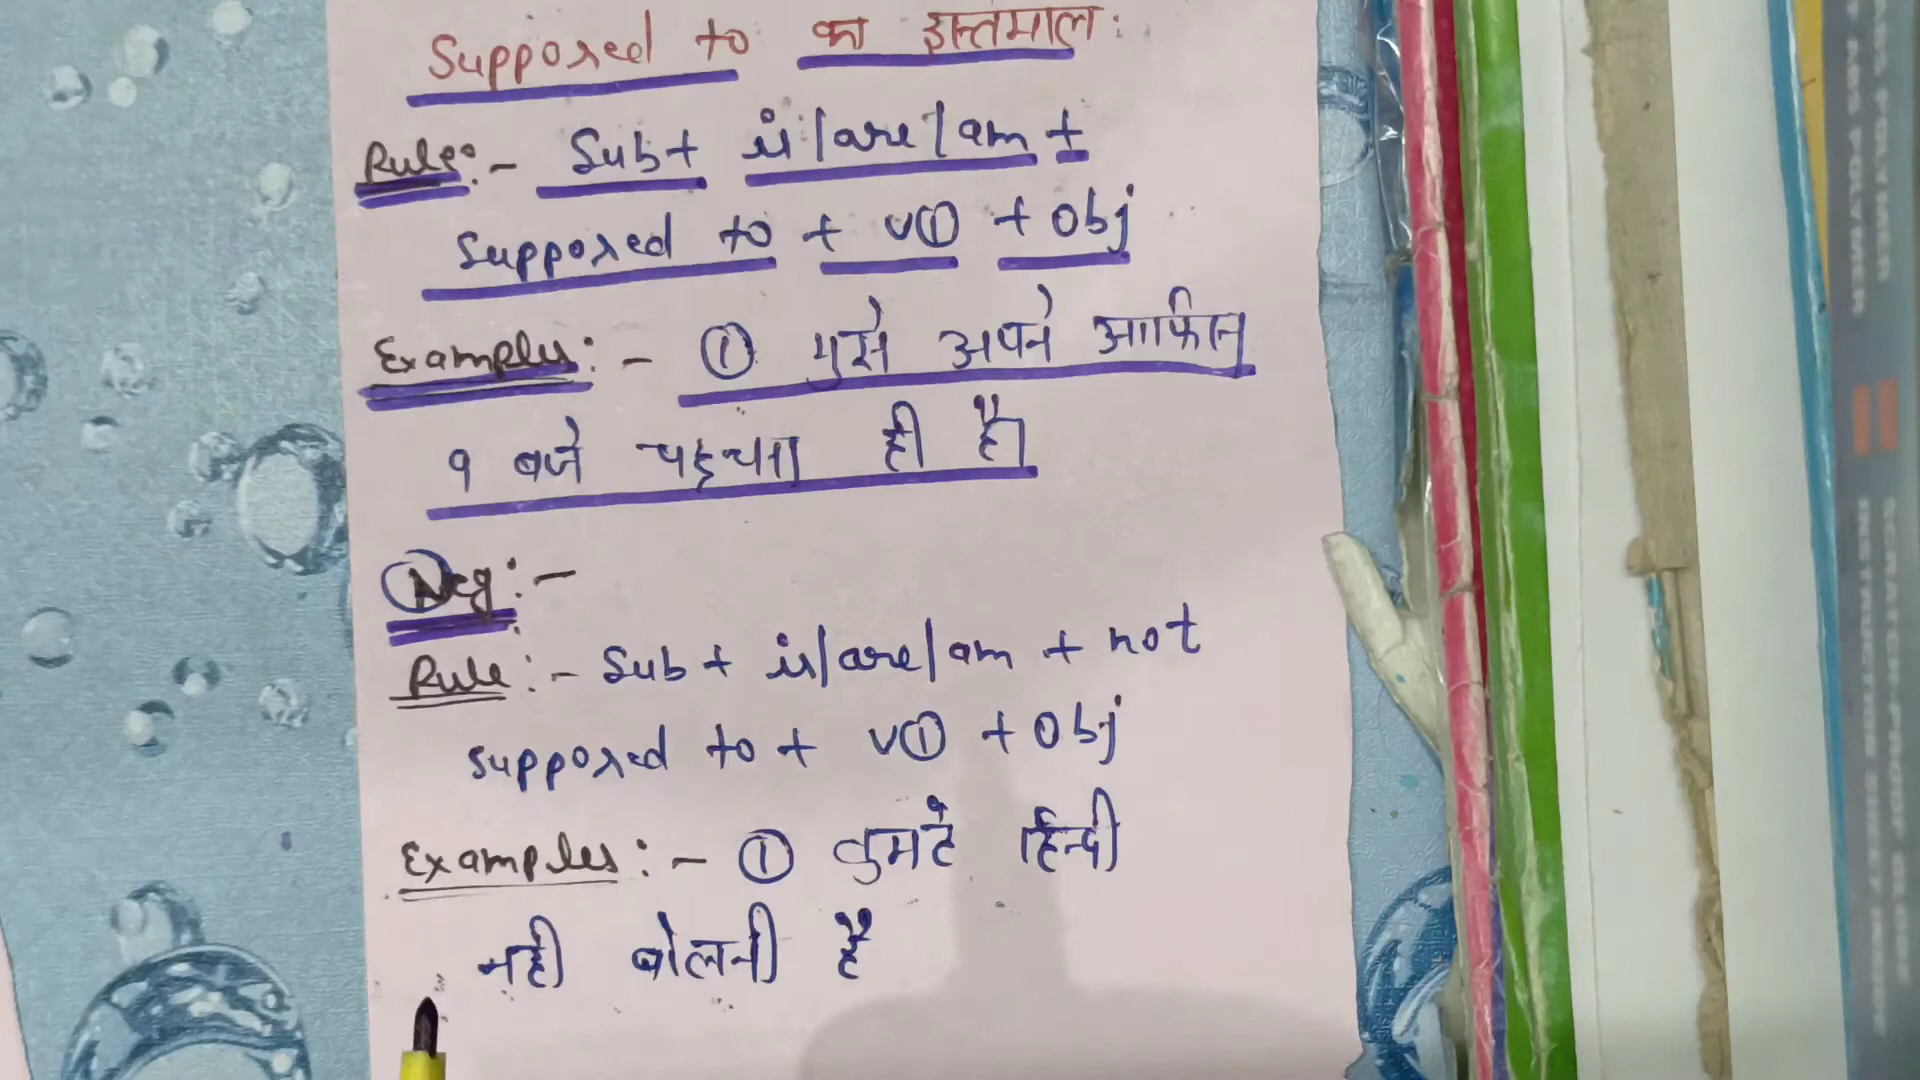 Supposed to का इस्तमाल:
Rule:- Sub + is/are/am +
supposed to + v① + obj
Examples:- ① मुझे अपने आफिस
9 बजे पहुचना ही है।
Neg:-
Rule:- Sub + is/are/am + not
supposed to + v① + obj
Examples:- ① तुमहे हिन्दी
नही बोलनी है